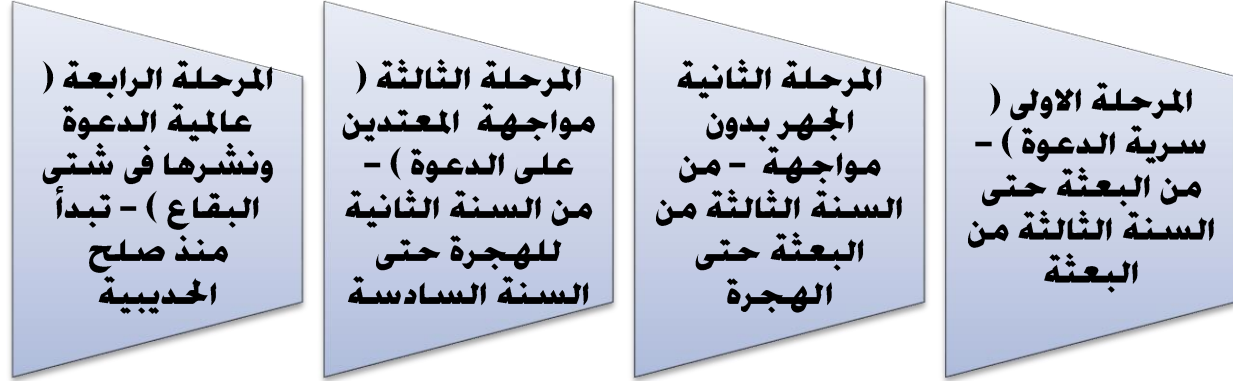 المرحلة الاولى (
سرية الدعوة ) –
من البعثة حتى
السنة الثالثة من
البعثة
المرحلة الثانية
الجهر بدون
مواجهة – من
السنة الثالثة من
البعثة حتى
الهجرة
المرحلة الثالثة (
مواجهة المعتدين
على الدعوة ) –
من السنة الثانية
للهجرة حتى
السنة السادسة
المرحلة الرابعة (
عالمية الدعوة
ونشرها فى شتى
البقاع ) – تبدأ
منذ صلح
الحديبية